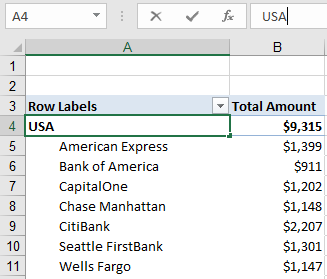 A4 fx USA
A B
1
2
3 Row Labels Total Amount
4 USA $9,315
5 American Express $1,399
6 Bank of America $911
7 CapitalOne $1,202
8 Chase Manhattan $1,148
9 CitiBank $2,207
10 Seattle FirstBank $1,301
11 Wells Fargo $1,147